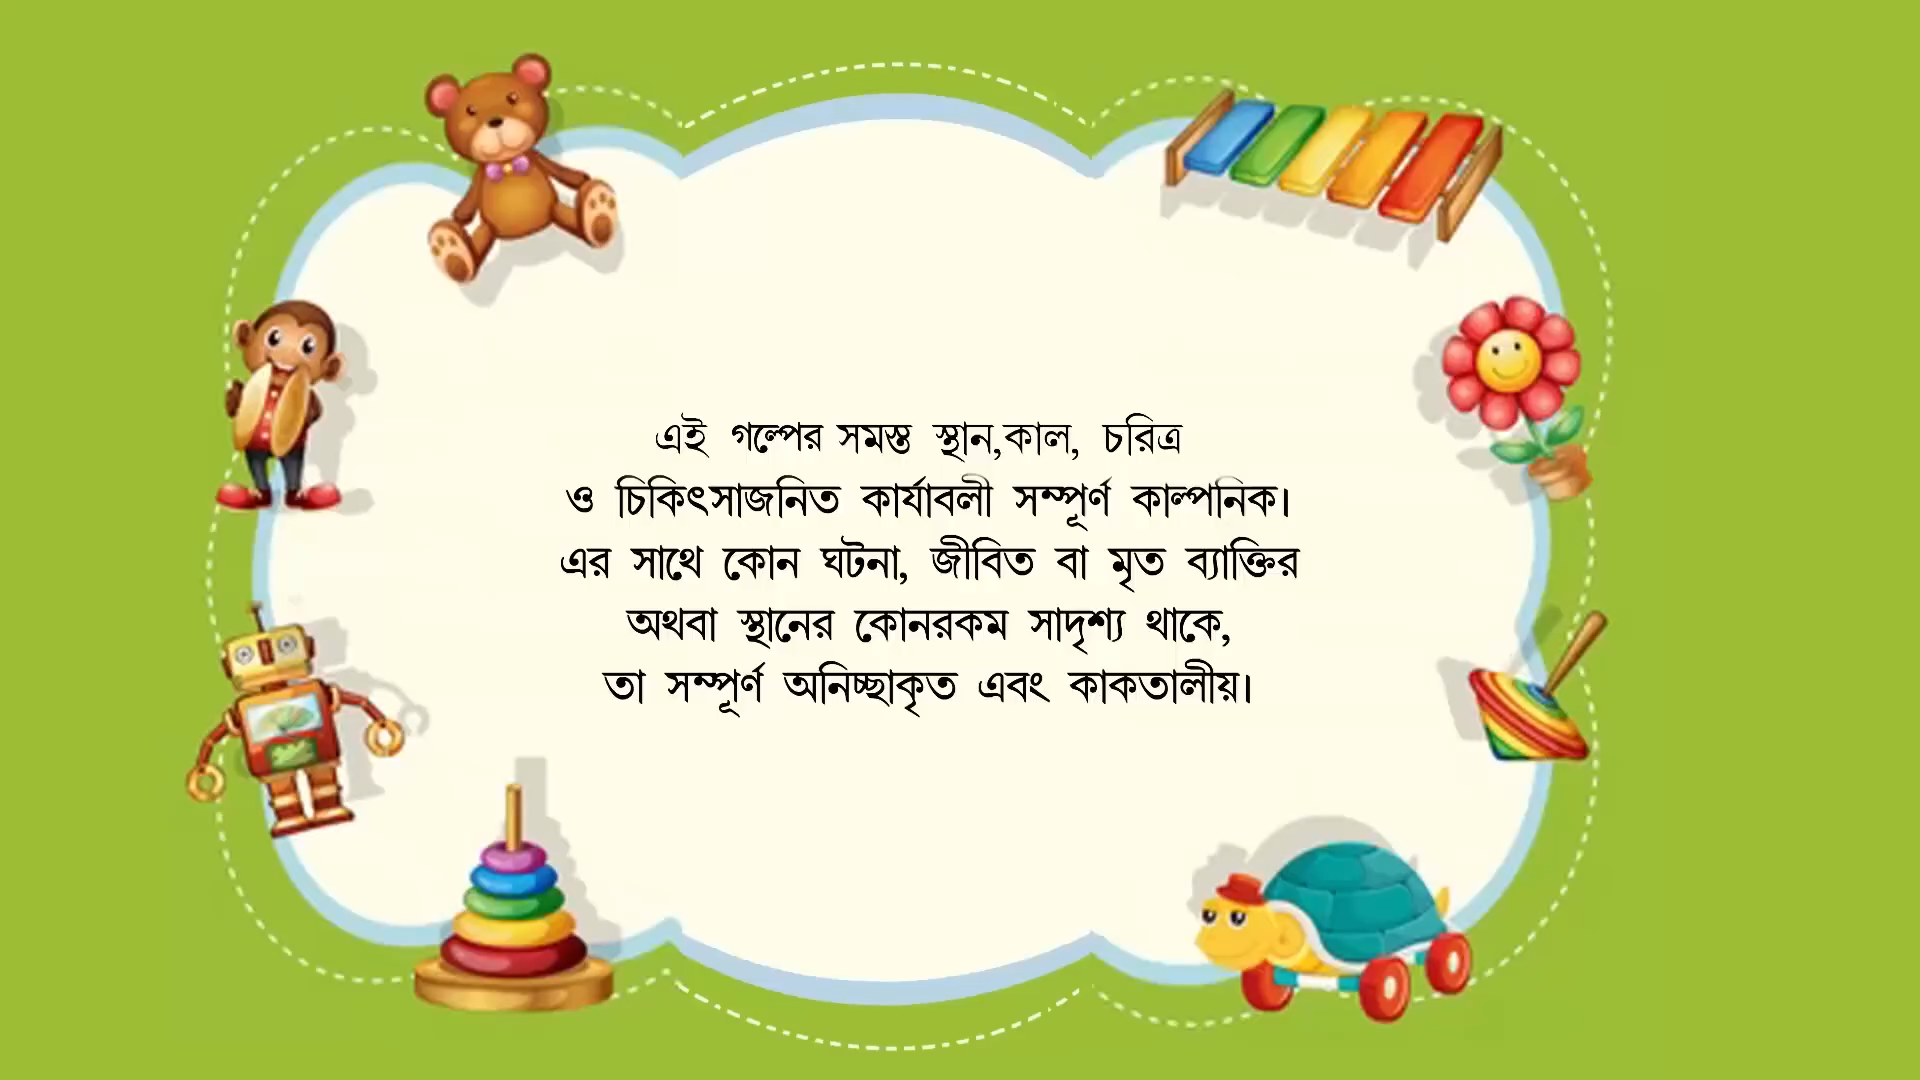 এই গল্পের সমস্ত স্থান,কাল, চরিত্র
ও চিকিৎসাজনিত কার্যাবলী সম্পূর্ণ কাল্পনিক।
এর সাথে কোন ঘটনা, জীবিত বা মৃত ব্যাক্তির
অথবা স্থানের কোনরকম সাদৃশ্য থাকে,
তা সম্পূর্ণ অনিচ্ছাকৃত এবং কাকতালীয়।